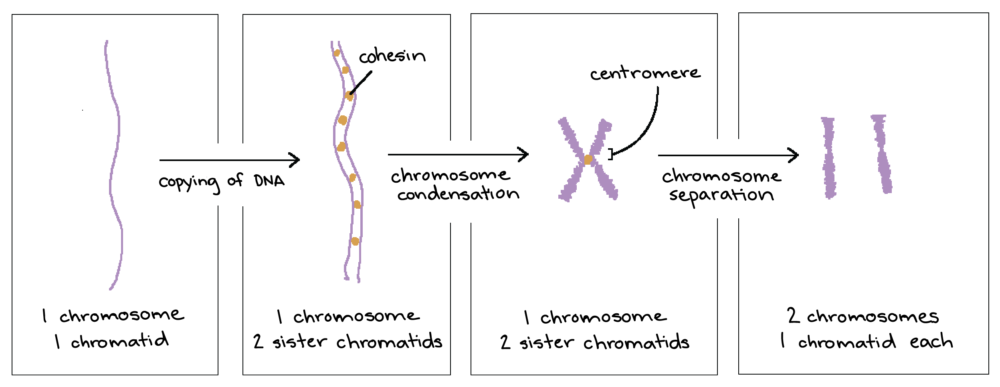 cohesin
centromere
copying of DNA
chromosome
condensation
chromosome
separation
1 chromosome
1 chromatid
1 chromosome
2 sister chromatids
1 chromosome
2 sister chromatids
2 chromosomes
1 chromatid each